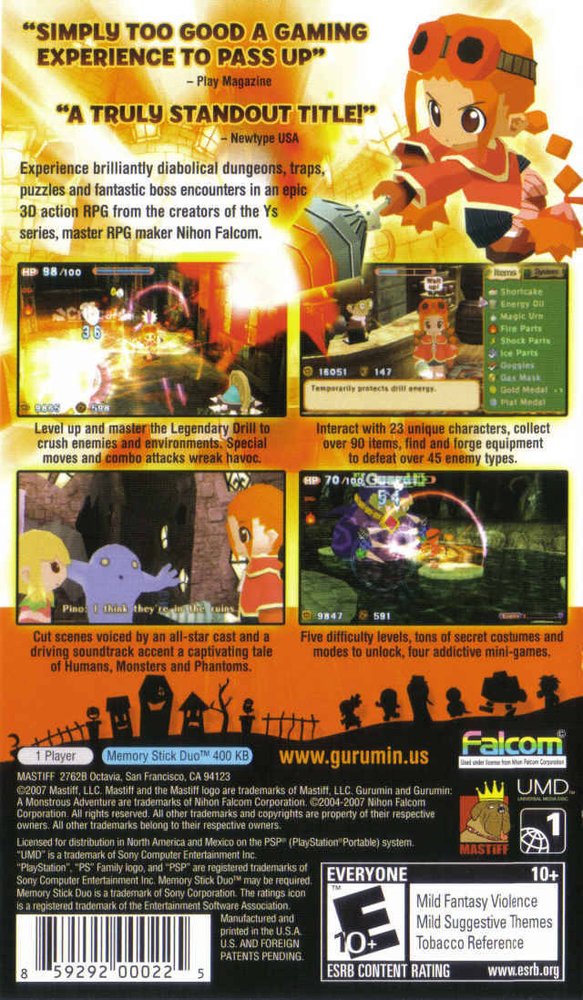 “SIMPLY TOO GOOD A GAMING
EXPERIENCE TO PASS UP”
– Play Magazine
“A TRULY STANDOUT TITLE!”
– Newtype USA
Experience brilliantly diabolical dungeons, traps,
puzzles and fantastic boss encounters in an epic
3D action RPG from the creators of the Ys
series, master RPG maker Nihon Falcom.
HP 98/100
36
598
Level up and master the Legendary Drill to
crush enemies and environments. Special
moves and combo attacks wreak havoc.
Items
System
Wait
Shortcake
Energy Oil
Magic Urn
Fire Parts
Shock Parts
Ice Parts
Goggles
Gas Mask
Gold Medal
Plat Medal
16051
147
Temporarily protects drill energy.
Interact with 23 unique characters, collect
over 90 items, find and forge equipment
to defeat over 45 enemy types.
Pino: I think they're in the ruins.
Cut scenes voiced by an all-star cast and a
driving soundtrack accent a captivating tale
of Humans, Monsters and Phantoms.
HP 70/100
54
9847
591
Five difficulty levels, tons of secret costumes and
modes to unlock, four addictive mini-games.
1 Player
Memory Stick Duo™ 400 KB
www.gurumin.us
Falcom
Used under license from Nihon Falcom Corporation
MASTIFF 2762B Octavia, San Francisco, CA 94123
©2007 Mastiff, LLC. Mastiff and the Mastiff logo are trademarks of Mastiff, LLC. Gurumin and Gurumin:
A Monstrous Adventure are trademarks of Nihon Falcom Corporation. ©2004-2007 Nihon Falcom
Corporation. All rights reserved. All other trademarks and copyrights are property of their respective
owners. All other trademarks belong to their respective owners.
Licensed for distribution in North America and Mexico on the PSP® (PlayStation®Portable) system.
“UMD” is a trademark of Sony Computer Entertainment Inc.
“PlayStation”, “PS” Family logo, and “PSP” are registered trademarks of
Sony Computer Entertainment Inc. Memory Stick Duo™ may be required.
Memory Stick Duo is a trademark of Sony Corporation. The ratings icon
is a registered trademark of the Entertainment Software Association.
MASTIFF
UMD™
UNIVERSAL MEDIA DISC
1
Manufactured and
printed in the U.S.A.
U.S. AND FOREIGN
PATENTS PENDING.
8 59292 00022 5
EVERYONE 10+
E
10+
Mild Fantasy Violence
Mild Suggestive Themes
Tobacco Reference
ESRB CONTENT RATING www.esrb.org